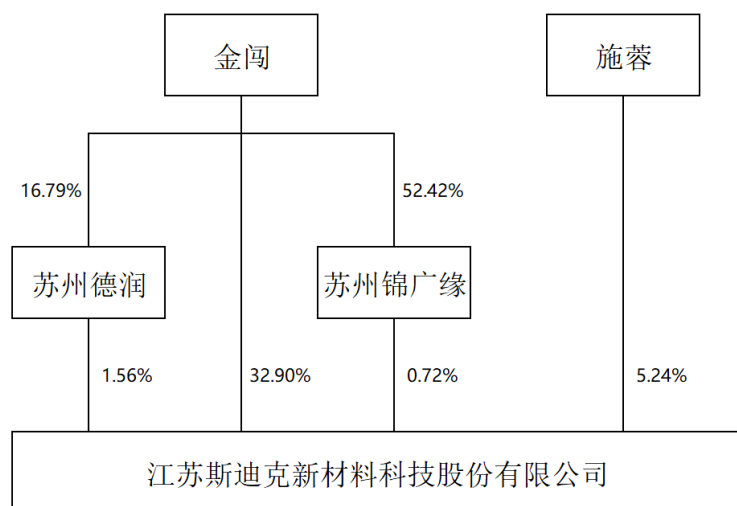 金闯
施蓉
16.79%
52.42%
苏州德润
苏州锦广缘
1.56%
32.90%
0.72%
5.24%
江苏斯迪克新材料科技股份有限公司